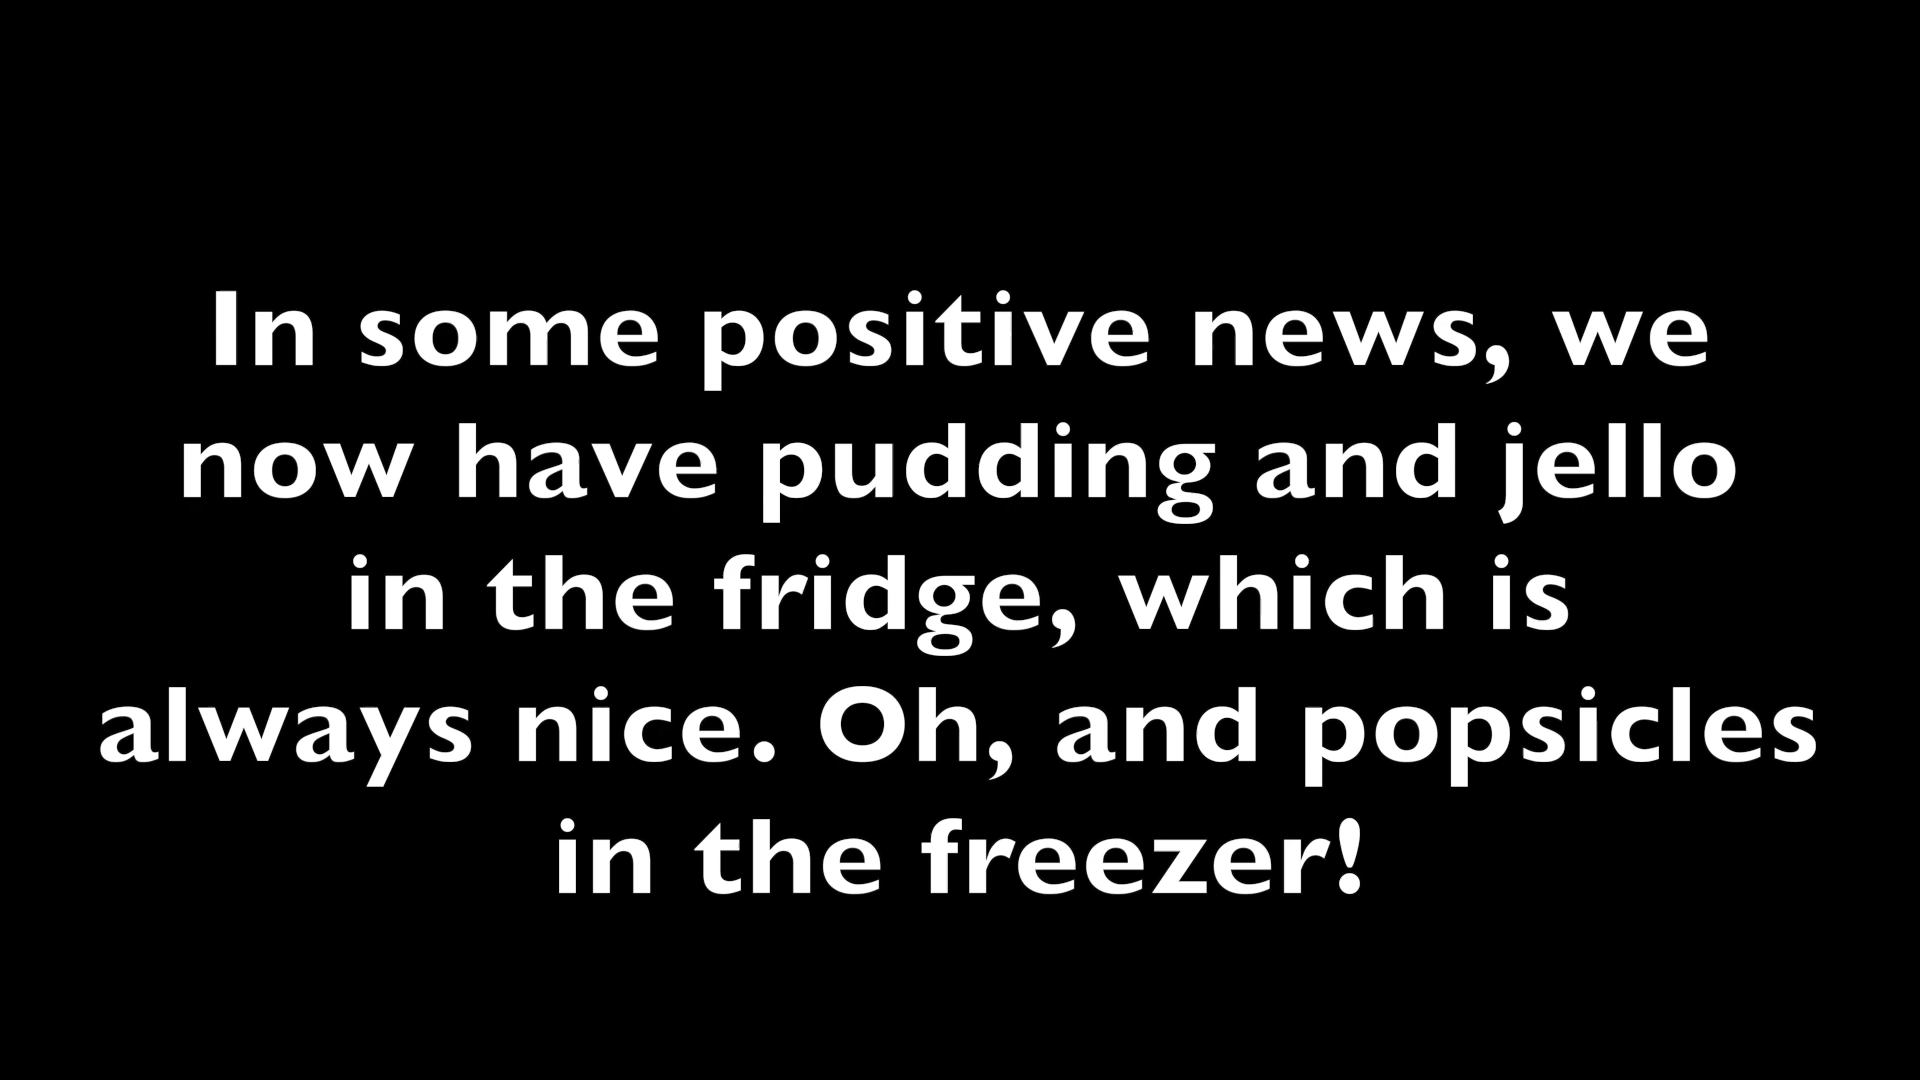 In some positive news, we
now have pudding and jello
in the fridge, which is
always nice. Oh, and popsicles
in the freezer!